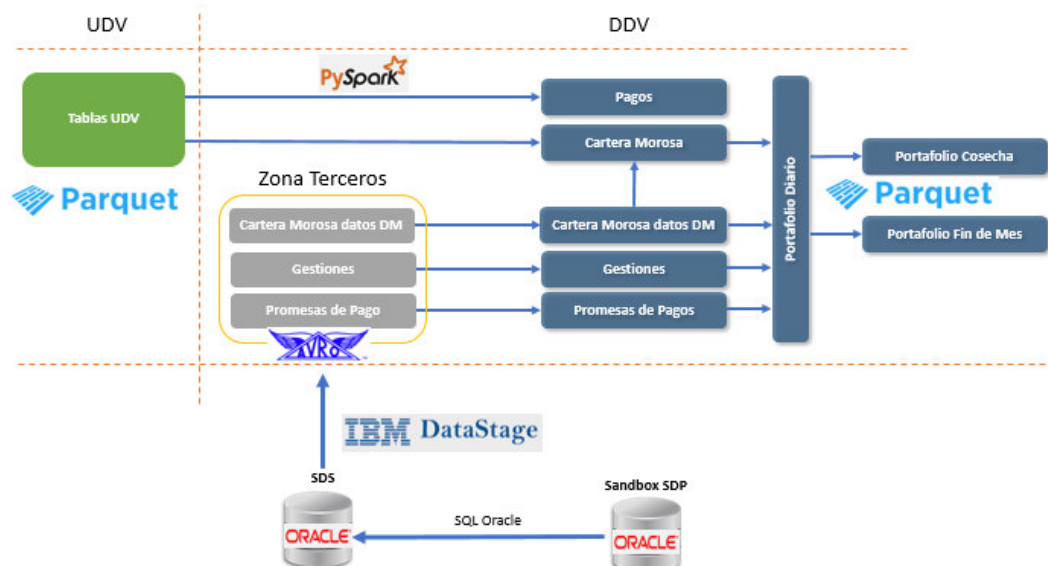 UDV
DDV
PySpark
Tablas UDV
Pagos
Cartera Morosa
Parquet
Zona Terceros
Cartera Morosa datos DM
Gestiones
Promesas de Pago
AVRO
Cartera Morosa datos DM
Gestiones
Promesas de Pagos
Portafolio Diario
Portafolio Cosecha
Parquet
Portafolio Fin de Mes
IBM DataStage
SDS
ORACLE
SQL Oracle
Sandbox SDP
ORACLE